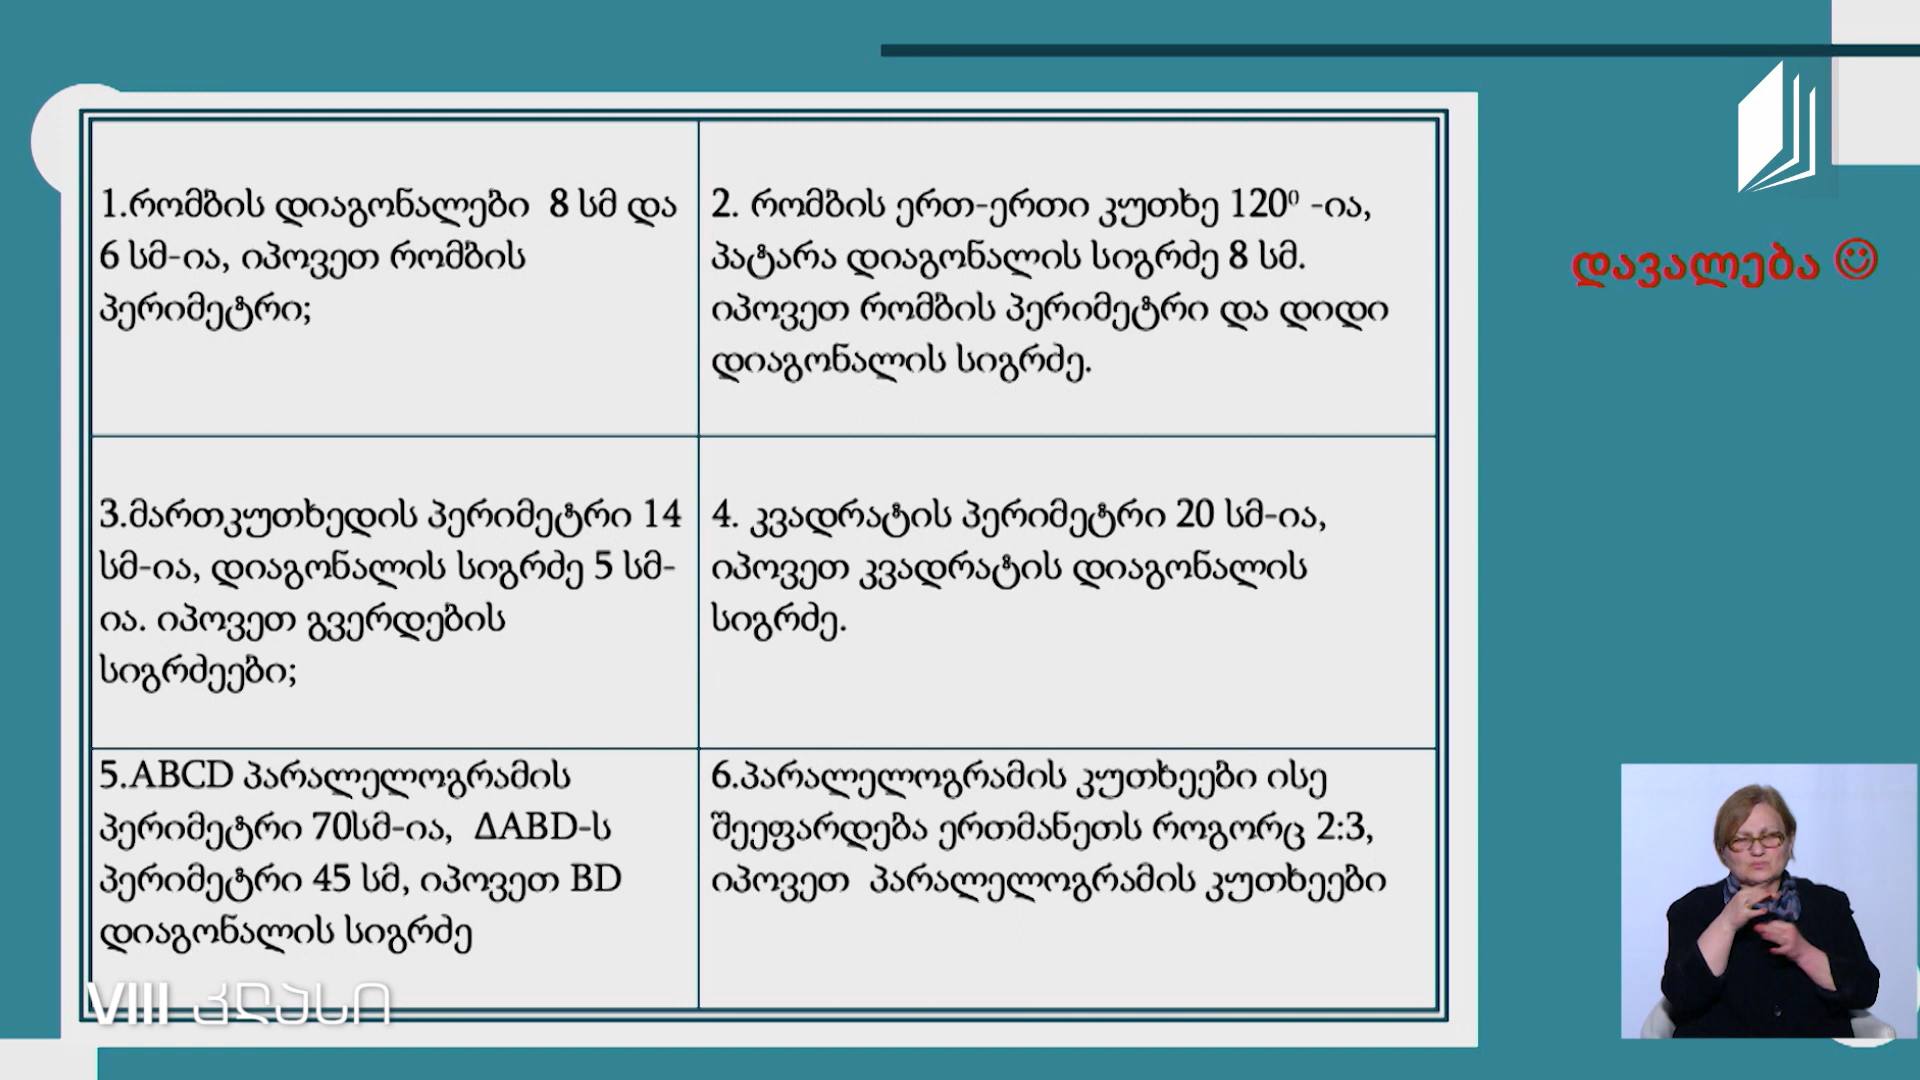 1.რომბის დიაგონალები 8 სმ და
6 სმ-ია, იპოვეთ რომბის
პერიმეტრი;
2. რომბის ერთ-ერთი კუთხე 120⁰ -ია,
პატარა დიაგონალის სიგრძე 8 სმ.
იპოვეთ რომბის პერიმეტრი და დიდი
დიაგონალის სიგრძე.
დავალება ☺
3.მართკუთხედის პერიმეტრი 14
სმ-ია, დიაგონალის სიგრძე 5 სმ-
ია. იპოვეთ გვერდების
სიგრძეები;
4. კვადრატის პერიმეტრი 20 სმ-ია,
იპოვეთ კვადრატის დიაგონალის
სიგრძე.
5.ABCD პარალელოგრამის
პერიმეტრი 70სმ-ია, ΔABD-ს
პერიმეტრი 45 სმ, იპოვეთ BD
დიაგონალის სიგრძე
6.პარალელოგრამის კუთხეები ისე
შეეფარდება ერთმანეთს როგორც 2:3,
იპოვეთ პარალელოგრამის კუთხეები
VIII კლასი